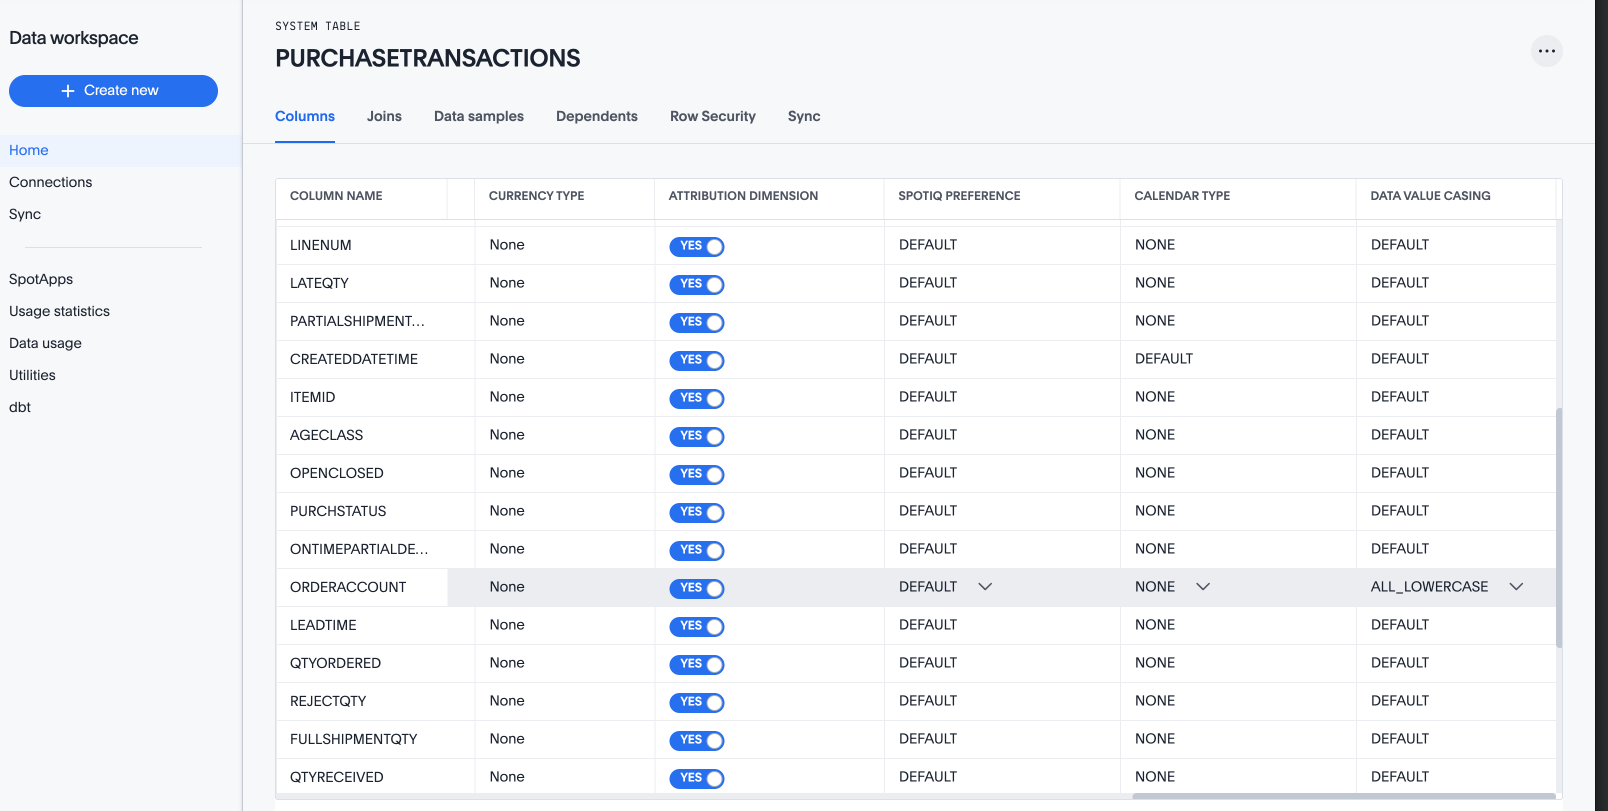 Data workspace
+ Create new
Home
Connections
Sync
SpotApps
Usage statistics
Data usage
Utilities
dbt
SYSTEM TABLE
PURCHASETRANSACTIONS
Columns Joins Data samples Dependents Row Security Sync
COLUMN NAME CURRENCY TYPE ATTRIBUTION DIMENSION SPOTIQ PREFERENCE CALENDAR TYPE DATA VALUE CASING
LINENUM None YES DEFAULT NONE DEFAULT
LATEQTY None YES DEFAULT NONE DEFAULT
PARTIALSHIPMENT... None YES DEFAULT NONE DEFAULT
CREATEDDATETIME None YES DEFAULT DEFAULT DEFAULT
ITEMID None YES DEFAULT NONE DEFAULT
AGECLASS None YES DEFAULT NONE DEFAULT
OPENCLOSED None YES DEFAULT NONE DEFAULT
PURCHSTATUS None YES DEFAULT NONE DEFAULT
ONTIMEPARTIALDE... None YES DEFAULT NONE DEFAULT
ORDERACCOUNT None YES DEFAULT NONE ALL_LOWERCASE
LEADTIME None YES DEFAULT NONE DEFAULT
QTYORDERED None YES DEFAULT NONE DEFAULT
REJECTQTY None YES DEFAULT NONE DEFAULT
FULLSHIPMENTQTY None YES DEFAULT NONE DEFAULT
QTYRECEIVED None YES DEFAULT NONE DEFAULT